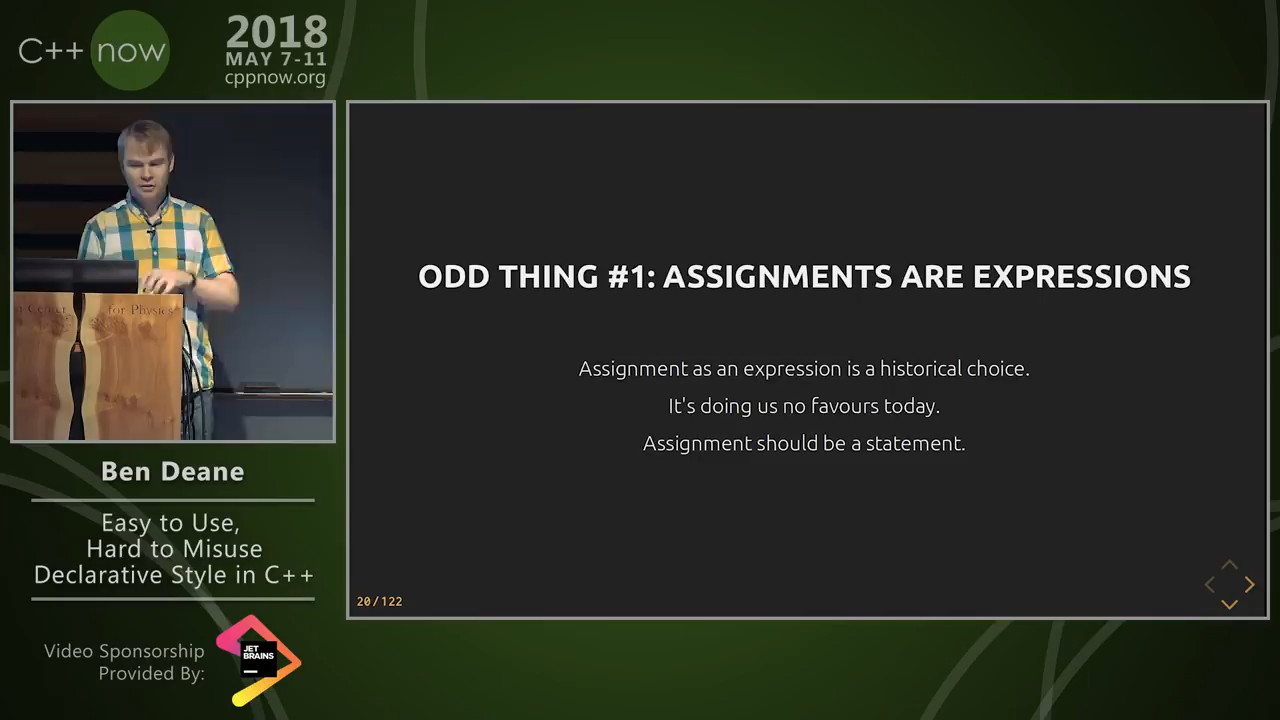 C++ now
2018
MAY 7-11
cppnow.org
ODD THING #1: ASSIGNMENTS ARE EXPRESSIONS
Assignment as an expression is a historical choice.
It's doing us no favours today.
Assignment should be a statement.
20/122
Center
for Physics
Ben Deane
Easy to Use,
Hard to Misuse
Declarative Style in C++
Video Sponsorship
Provided By:
JET
BRAINS